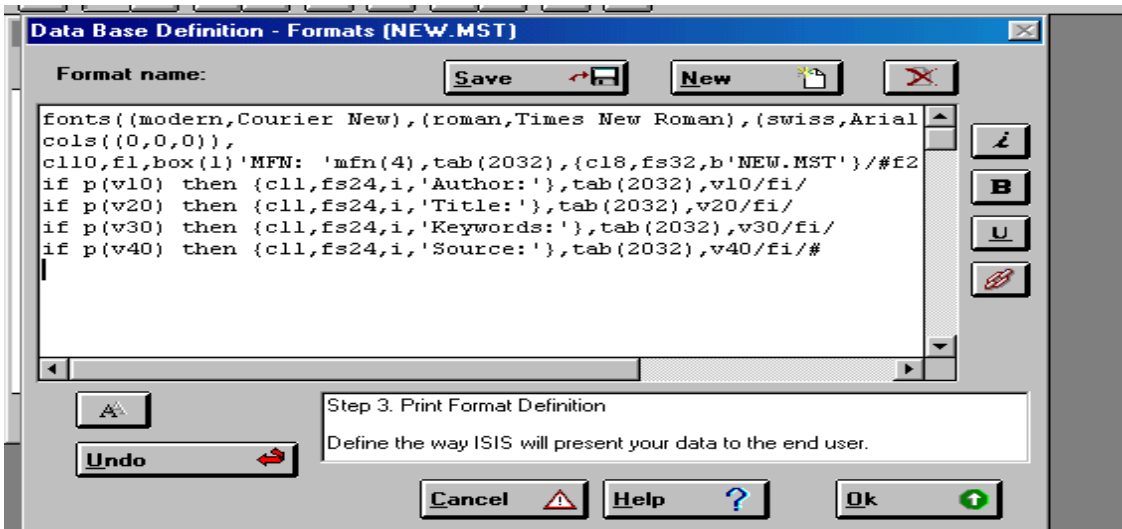 Data Base Definition - Formats (NEW.MST)
Format name:
Save
New
fonts((modern,Courier New),(roman,Times New Roman),(swiss,Arial
cols((0,0,0)),
cl10,f1,box(1)'MFN: 'mfn(4),tab(2032),{cl8,fs32,b'NEW.MST'}/#f2
if p(v10) then {cl1,fs24,i,'Author:'},tab(2032),v10/fi/
if p(v20) then {cl1,fs24,i,'Title:'},tab(2032),v20/fi/
if p(v30) then {cl1,fs24,i,'Keywords:'},tab(2032),v30/fi/
if p(v40) then {cl1,fs24,i,'Source:'},tab(2032),v40/fi/#
i
B
U
A
Step 3. Print Format Definition
Define the way ISIS will present your data to the end user.
Undo
Cancel
Help ?
Ok